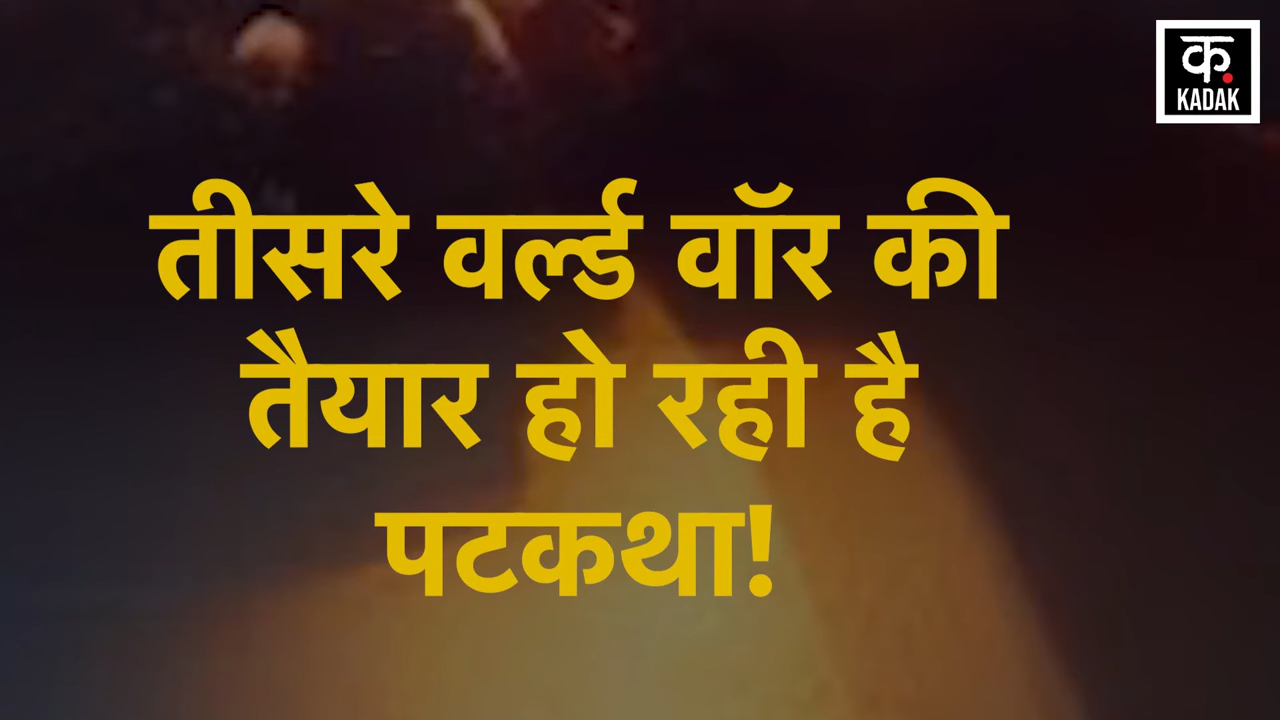 क.
KADAK
तीसरे वर्ल्ड वॉर की
तैयार हो रही है
पटकथा!